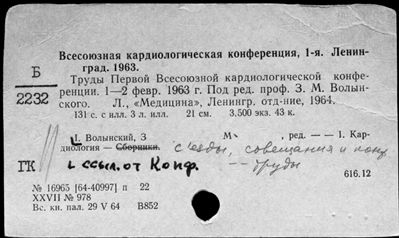 Всесоюзная кардиологическая конференция, 1-я. Ленин-
град. 1963.
Б
2232
Труды Первой Всесоюзной кардиологической конфе-
ренции. 1—2 февр. 1963 г. Под ред. проф. З. М. Волын-
ского. Л., «Медицина», Ленингр. отд-ние, 1964.
131 с. с илл. 3 л. илл. 21 см. 3.500 экз. 43 к.
I. Волынский, З М , ред. — 1. Кар-
диология — Сборники. съезды, совещания и конф.
ГК ссыл. от Конф. -- труды
616.12
№ 16965 [64-40997] п 22
XXVII № 978
Вс. кн. пал. 29 V 64 Б852